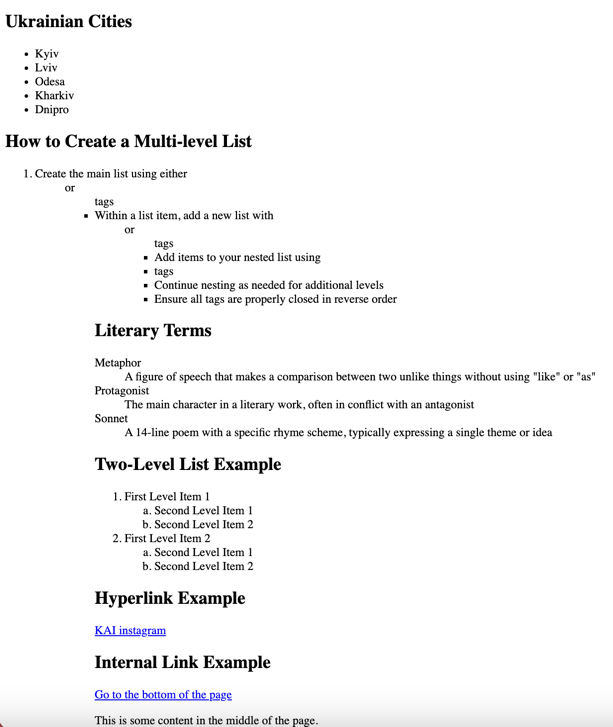 Ukrainian Cities
• Kyiv
• Lviv
• Odesa
• Kharkiv
• Dnipro
How to Create a Multi-level List
1. Create the main list using either
or
tags
▪ Within a list item, add a new list with
or
tags
▪ Add items to your nested list using
▪ tags
▪ Continue nesting as needed for additional levels
▪ Ensure all tags are properly closed in reverse order
Literary Terms
Metaphor
A figure of speech that makes a comparison between two unlike things without using "like" or "as"
Protagonist
The main character in a literary work, often in conflict with an antagonist
Sonnet
A 14-line poem with a specific rhyme scheme, typically expressing a single theme or idea
Two-Level List Example
1. First Level Item 1
a. Second Level Item 1
b. Second Level Item 2
2. First Level Item 2
a. Second Level Item 1
b. Second Level Item 2
Hyperlink Example
KAI instagram
Internal Link Example
Go to the bottom of the page
This is some content in the middle of the page.